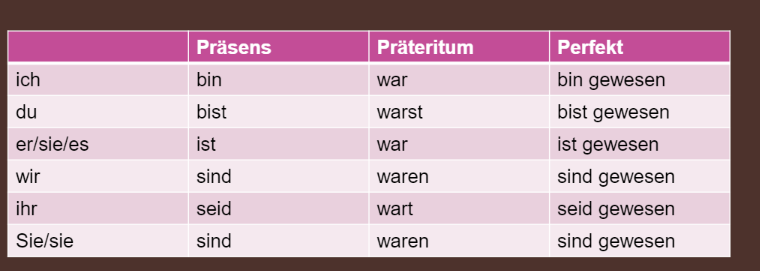 Präsens Präteritum Perfekt
ich bin war bin gewesen
du bist warst bist gewesen
er/sie/es ist war ist gewesen
wir sind waren sind gewesen
ihr seid wart seid gewesen
Sie/sie sind waren sind gewesen